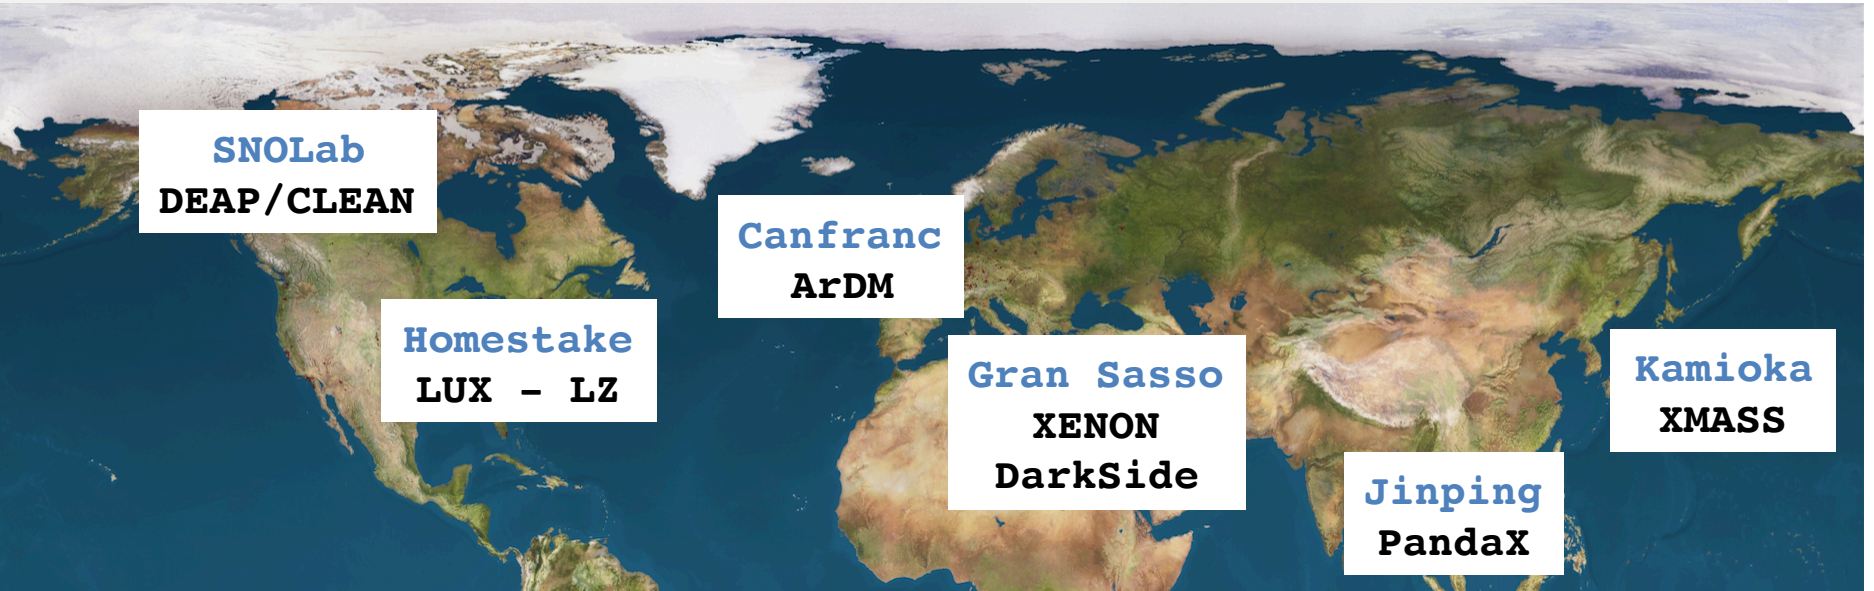 SNOLab
DEAP/CLEAN
Canfranc
ArDM
Homestake
LUX – LZ
Gran Sasso
XENON
DarkSide
Kamioka
XMASS
Jinping
PandaX